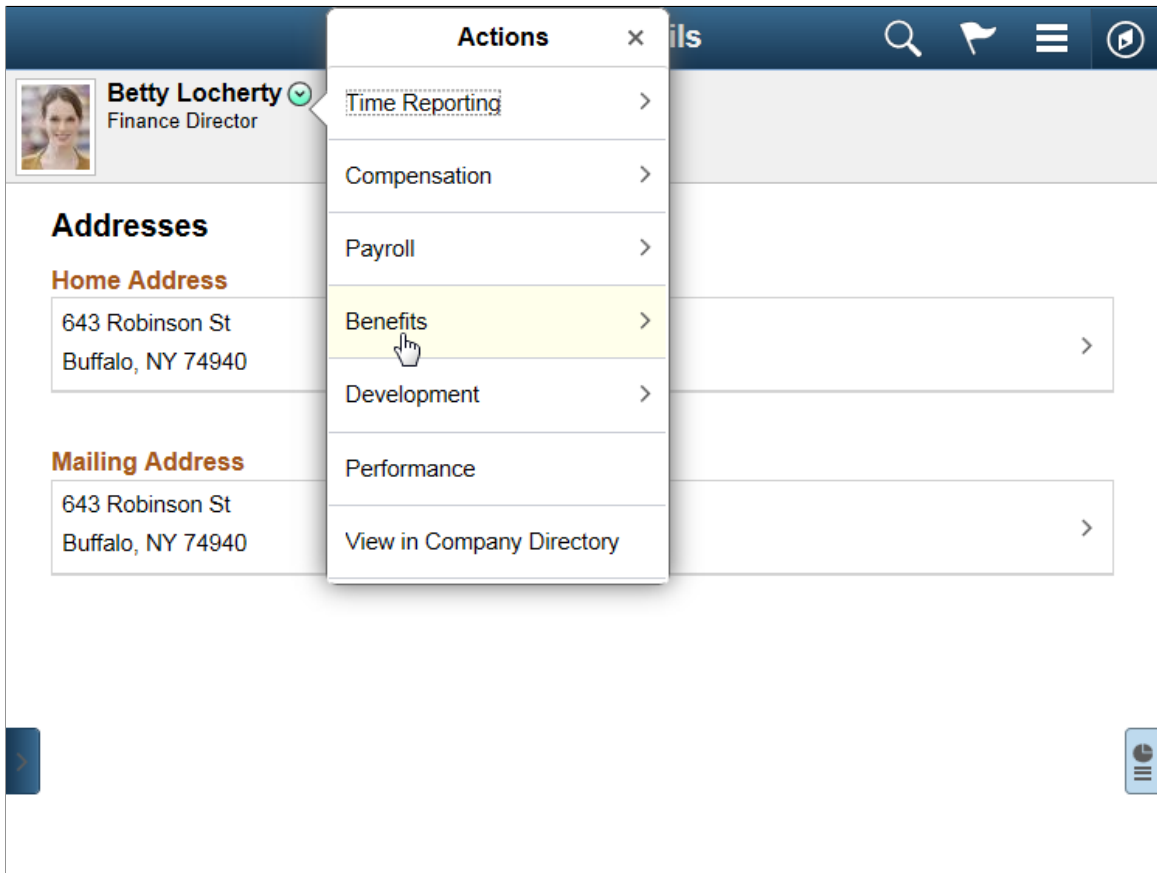 Actions
ils
Betty Locherty
Finance Director
Time Reporting
Compensation
Payroll
Benefits
Development
Performance
View in Company Directory
Addresses
Home Address
643 Robinson St
Buffalo, NY 74940
Mailing Address
643 Robinson St
Buffalo, NY 74940